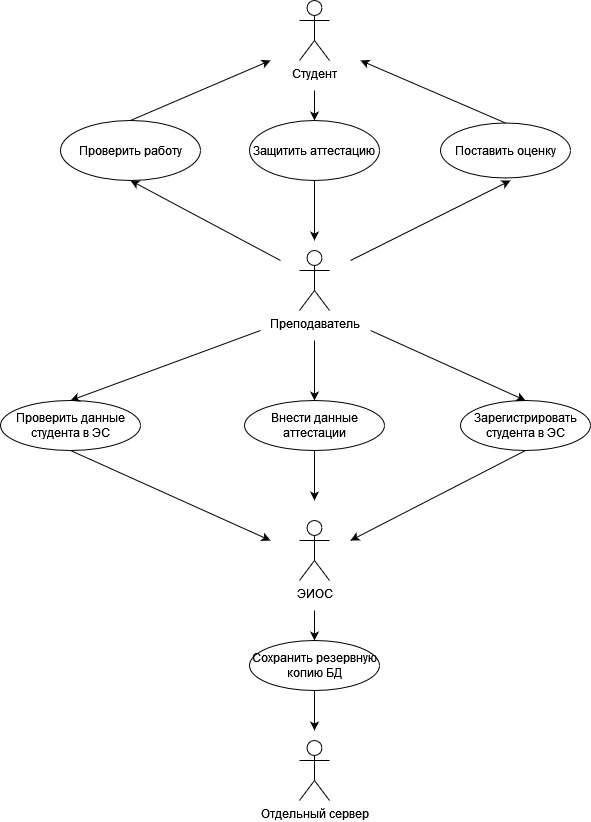 Студент
Проверить работу
Защитить аттестацию
Поставить оценку
Преподаватель
Проверить данные
студента в ЭС
Внести данные
аттестации
Зарегистрировать
студента в ЭС
ЭИОС
Сохранить резервную
копию БД
Отдельный сервер